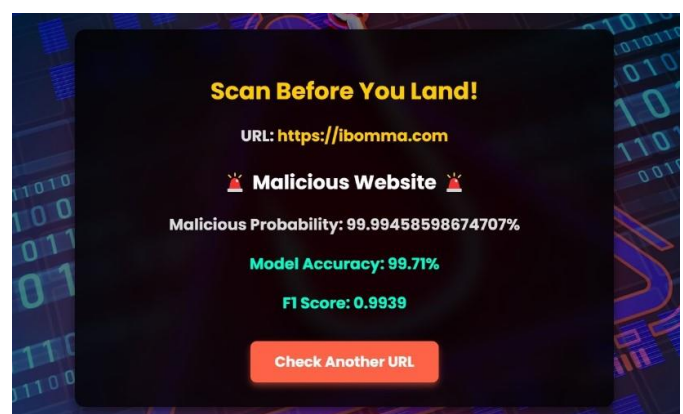 Scan Before You Land!
URL: https://ibomma.com
🚨 Malicious Website 🚨
Malicious Probability: 99.99458598674707%
Model Accuracy: 99.71%
F1 Score: 0.9939
Check Another URL